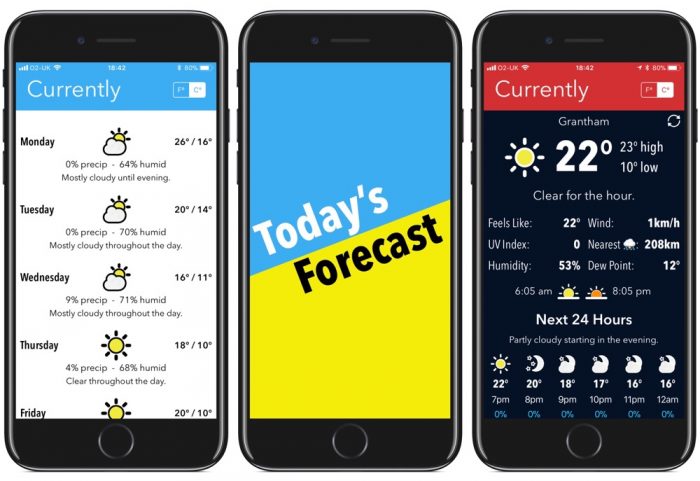 O2-UK 18:42 80%
Currently F° C°
Monday 26° / 16°
0% precip - 64% humid
Mostly cloudy until evening.
Tuesday 20° / 14°
0% precip - 70% humid
Mostly cloudy throughout the day.
Wednesday 16° / 11°
9% precip - 71% humid
Mostly cloudy throughout the day.
Thursday 18° / 10°
4% precip - 68% humid
Clear throughout the day.
Friday 20° / 10°
Today's
Forecast
O2-UK 18:42 80%
Currently F° C°
Grantham
22° 23° high
10° low
Clear for the hour.
Feels Like: 22° Wind: 1km/h
UV Index: 0 Nearest : 208km
Humidity: 53% Dew Point: 12°
6:05 am 8:05 pm
Next 24 Hours
Partly cloudy starting in the evening.
22° 20° 18° 17° 16° 16°
7pm 8pm 9pm 10pm 11pm 12am
0% 0% 0% 0% 0% 0%